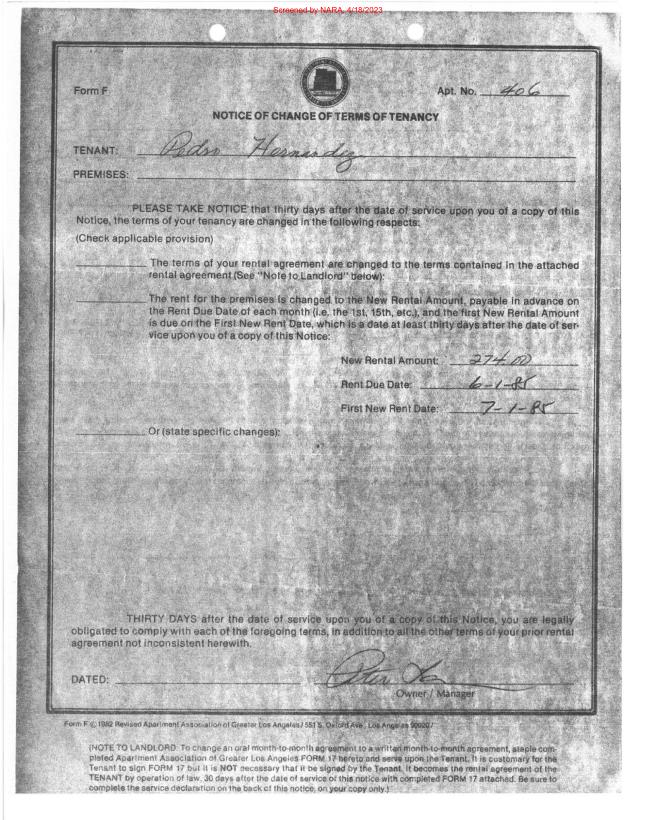 Screened by NARA, 4/18/2023
Form F
Apt. No. 406
NOTICE OF CHANGE OF TERMS OF TENANCY
TENANT: Pedro Hernandez
PREMISES:
PLEASE TAKE NOTICE that thirty days after the date of service upon you of a copy of this
Notice, the terms of your tenancy are changed in the following respects:
(Check applicable provision)
The terms of your rental agreement are changed to the terms contained in the attached
rental agreement (See "Note to Landlord" below):
The rent for the premises is changed to the New Rental Amount, payable in advance on
the Rent Due Date of each month (i.e. the 1st, 15th, etc.), and the first New Rental Amount
is due on the First New Rent Date, which is a date at least thirty days after the date of ser-
vice upon you of a copy of this Notice:
New Rental Amount: 274.00
Rent Due Date: 6-1-85
First New Rent Date: 7-1-85
Or (state specific changes):
THIRTY DAYS after the date of service upon you of a copy of this Notice, you are legally
obligated to comply with each of the foregoing terms, in addition to all the other terms of your prior rental
agreement not inconsistent herewith.
DATED:
Peter
Owner / Manager
Form F © 1982 Revised Apartment Association of Greater Los Angeles / 551 S. Oxford Ave., Los Angeles 90020 /
(NOTE TO LANDLORD: To change an oral month-to-month agreement to a written month-to-month agreement, staple com-
pleted Apartment Association of Greater Los Angeles FORM 17 hereto and serve upon the Tenant. It is customary for the
Tenant to sign FORM 17 but it is NOT necessary that it be signed by the Tenant. It becomes the rental agreement of the
TENANT by operation of law, 30 days after the date of service of this notice with completed FORM 17 attached. Be sure to
complete the service declaration on the back of this notice, on your copy only.)